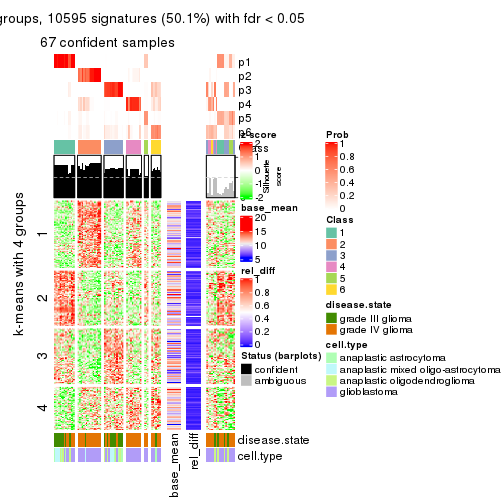 groups, 10595 signatures (50.1%) with fdr < 0.05
67 confident samples
p1
p2
p3
p4
p5
p6
Class
Silhouette
score
k-means with 4 groups
1
2
3
4
base_mean
rel_diff
disease.state
cell.type
z-score
2
1
0
-1
-2
base_mean
20
15
10
5
rel_diff
1
0.8
0.6
0.4
0.2
0
Status (barplots)
confident
ambiguous
Prob
1
0.8
0.6
0.4
0.2
0
Class
1
2
3
4
5
6
disease.state
grade III glioma
grade IV glioma
cell.type
anaplastic astrocytoma
anaplastic mixed oligo-astrocytoma
anaplastic oligodendroglioma
glioblastoma